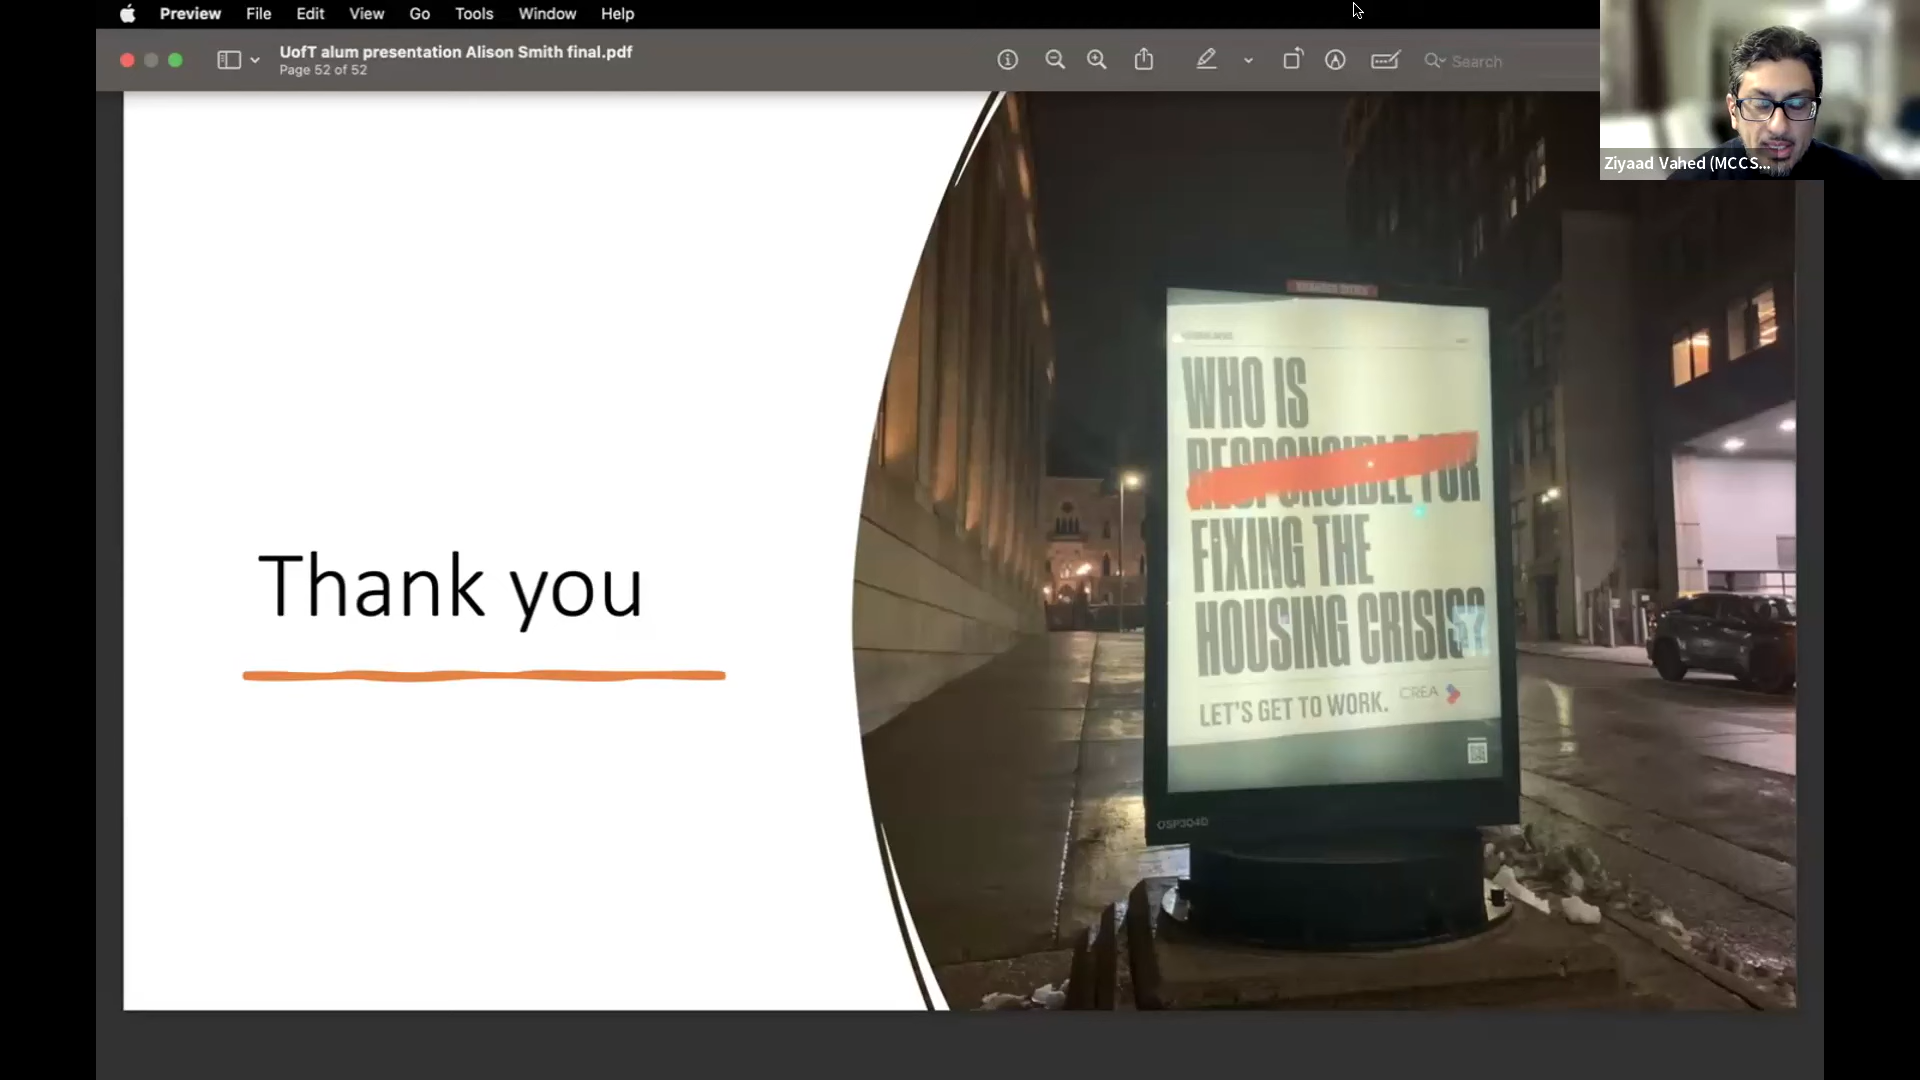 Preview File Edit View Go Tools Window Help
UofT alum presentation Alison Smith final.pdf
Page 52 of 52
Search
Ziyaad Vahed (MCCS...
Thank you
WHO IS
RESPONSIBLE FOR
FIXING THE
HOUSING CRISIS?
LET'S GET TO WORK.
CREA
OSP304D